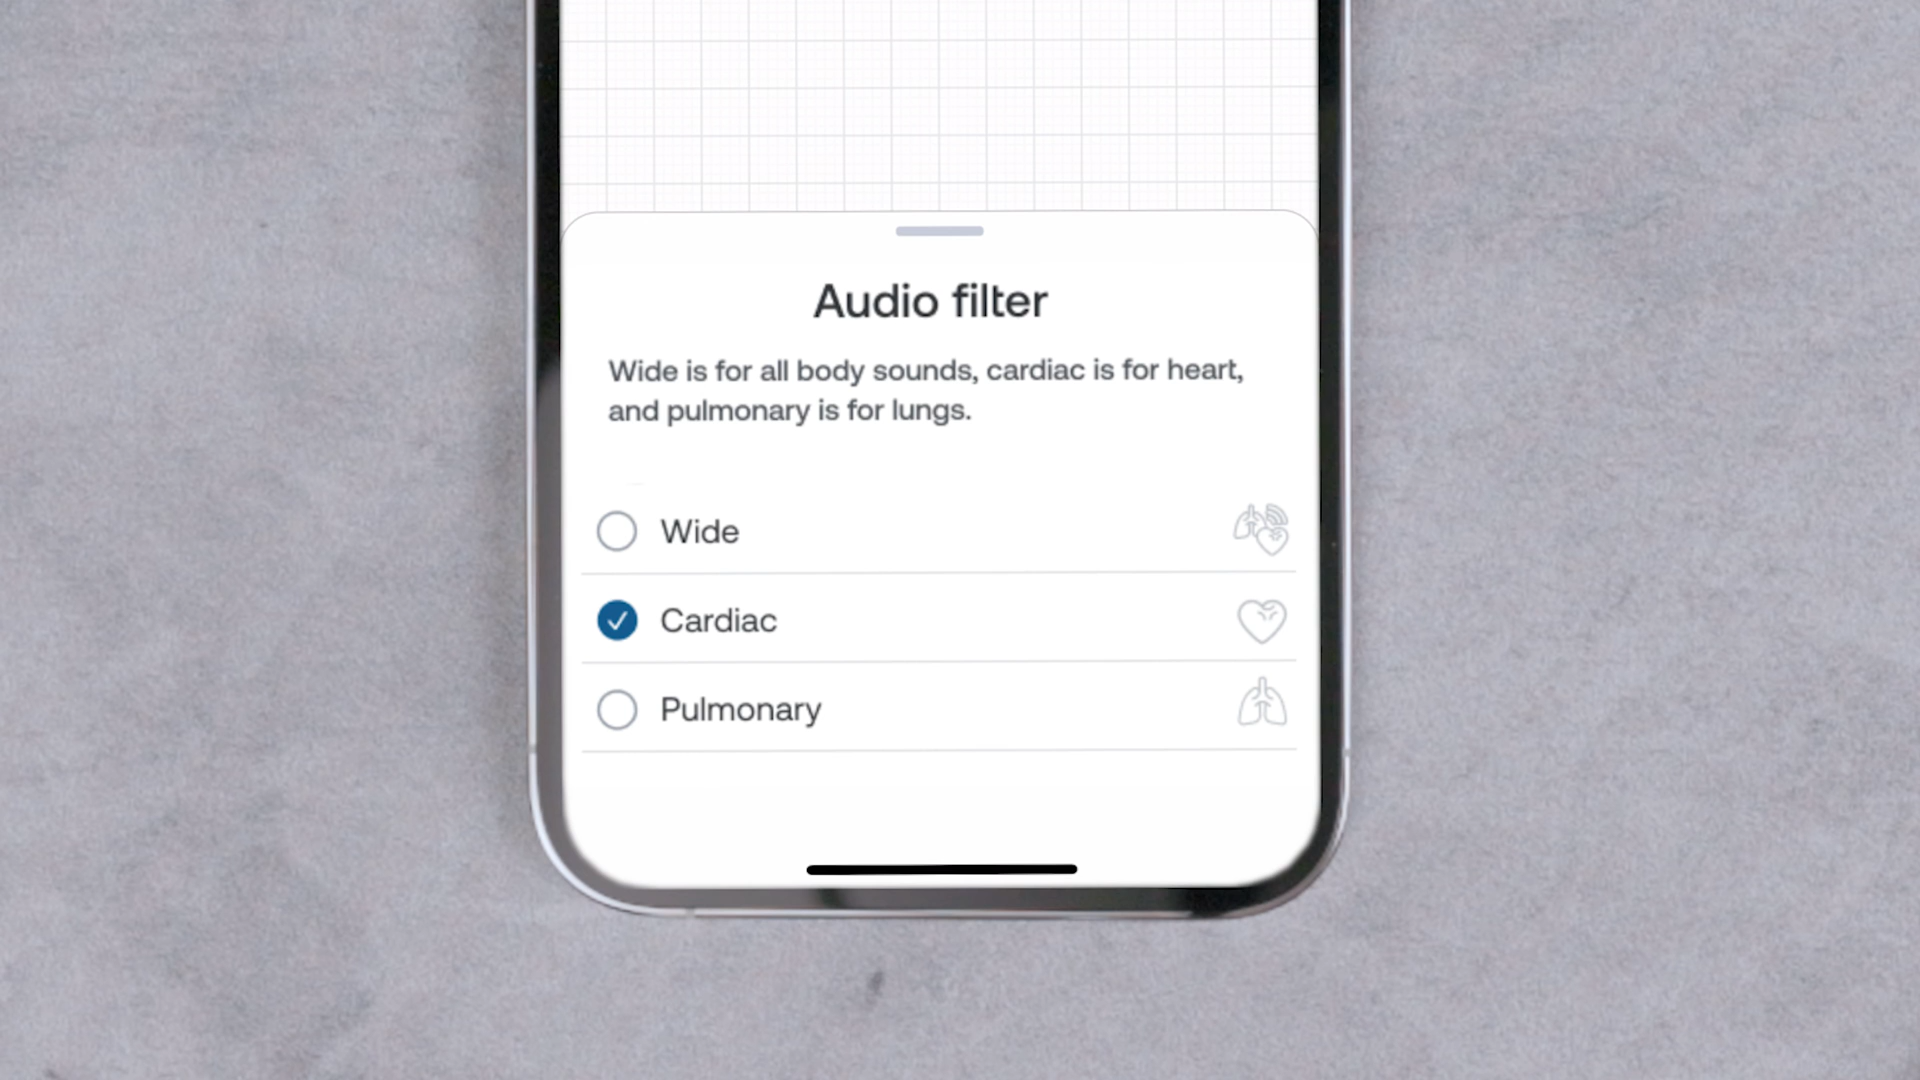 Audio filter
Wide is for all body sounds, cardiac is for heart,
and pulmonary is for lungs.
Wide
Cardiac
Pulmonary